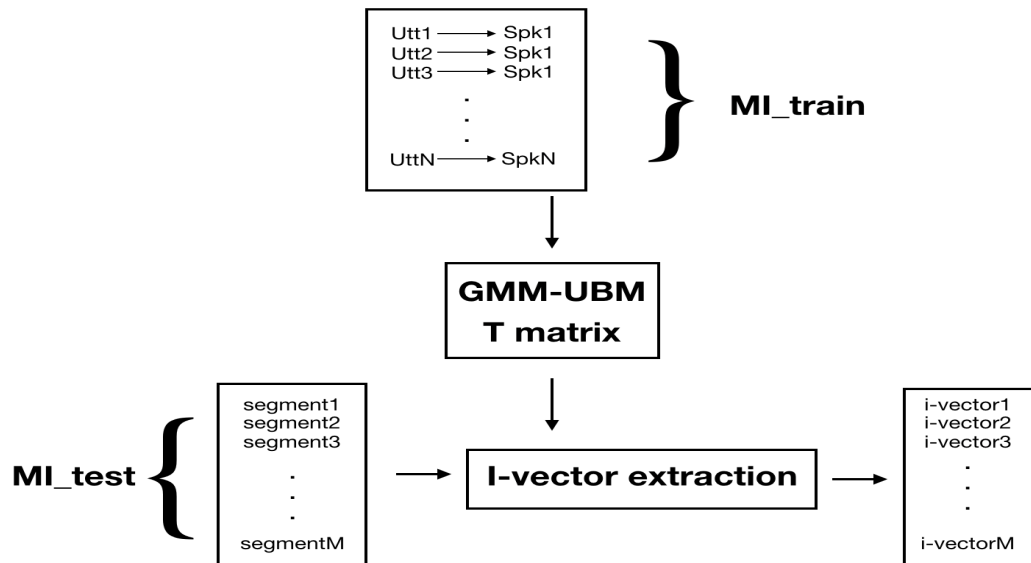 Utt1 Spk1
Utt2 Spk1
Utt3 Spk1
.
.
.
UttN SpkN
MI_train
GMM-UBM
T matrix
MI_test
segment1
segment2
segment3
.
.
.
segmentM
I-vector extraction
i-vector1
i-vector2
i-vector3
.
.
.
i-vectorM